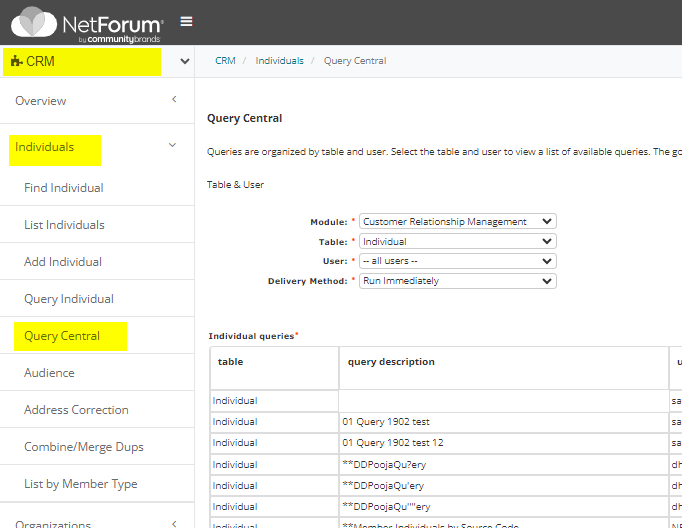 NetForum®
by communitybrands
CRM
CRM / Individuals / Query Central
Overview
Individuals
Find Individual
List Individuals
Add Individual
Query Individual
Query Central
Audience
Address Correction
Combine/Merge Dups
List by Member Type
Organizations
Query Central
Queries are organized by table and user. Select the table and user to view a list of available queries. The go
Table & User
Module: * Customer Relationship Management
Table: * Individual
User: * -- all users --
Delivery Method: * Run Immediately
Individual queries*
table query description u
Individual sa
Individual 01 Query 1902 test sa
Individual 01 Query 1902 test 12 sa
Individual **DDPoojaQu?ery dh
Individual **DDPoojaQu'ery dh
Individual **DDPoojaQu""ery dh
Individual **Member Individuals by Source Code